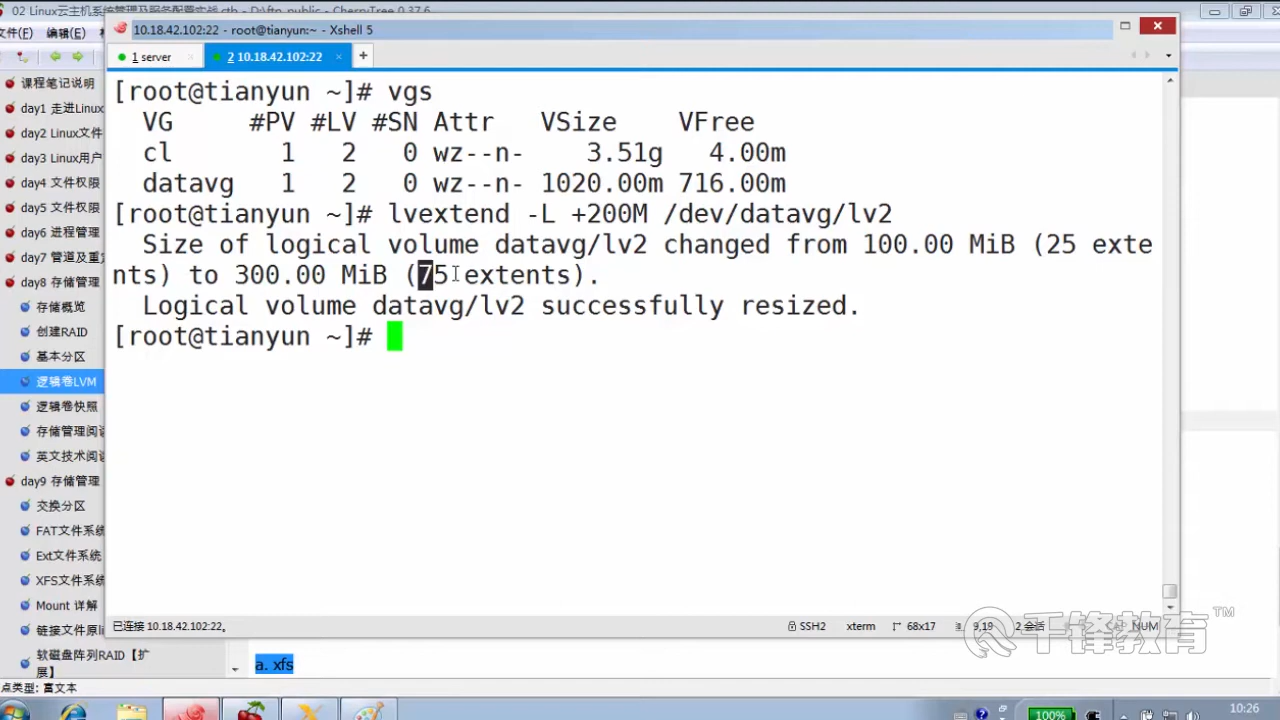 10.18.42.102:22 - root@tianyun:~ - Xshell 5
文件(F) 编辑(E)
1 server
2 10.18.42.102:22
课程笔记说明
day1 走进Linux
day2 Linux文件
day3 Linux用户
day4 文件权限
day5 文件权限
day6 进程管理
day7 管道及重定
day8 存储管理
存储概览
创建RAID
基本分区
逻辑卷LVM
逻辑卷快照
存储管理阅读
英文技术阅读
day9 存储管理
交换分区
FAT文件系统
Ext文件系统
XFS文件系统
Mount 详解
链接文件原
软磁盘阵列RAID【扩
展】
[root@tianyun ~]# vgs
VG #PV #LV #SN Attr VSize VFree
cl 1 2 0 wz--n- 3.51g 4.00m
datavg 1 2 0 wz--n- 1020.00m 716.00m
[root@tianyun ~]# lvextend -L +200M /dev/datavg/lv2
Size of logical volume datavg/lv2 changed from 100.00 MiB (25 exte
nts) to 300.00 MiB (75 extents).
Logical volume datavg/lv2 successfully resized.
[root@tianyun ~]#
已连接 10.18.42.102:22。
SSH2 xterm 68x17 9,19 2 会话 CAP NUM
千锋教育™
a. xfs
点类型: 富文本
100%
10:26